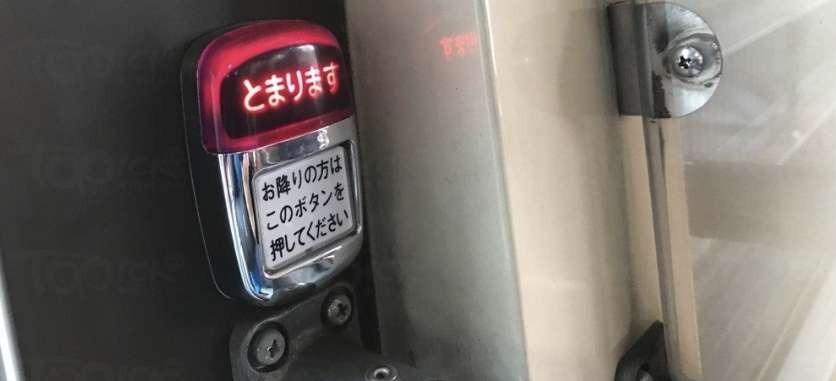 とまります
お降りの方は
このボタンを
押してください